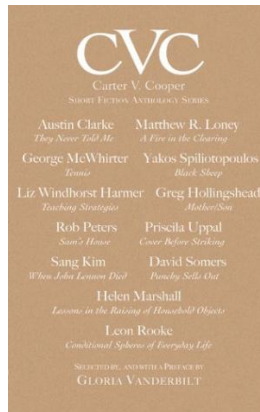 CVC
Carter V. Cooper
Short Fiction Anthology Series
Austin Clarke Matthew R. Loney
They Never Told Me A Fire in the Clearing
George McWhirter Yakos Spiliotopoulos
Tennis Black Sheep
Liz Windhorst Harmer Greg Hollingshead
Teaching Strategies Mother/Son
Rob Peters Priscila Uppal
Sam's House Cover Before Striking
Sang Kim David Somers
When John Lennon Died Punchy Sells Out
Helen Marshall
Lessons in the Raising of Household Objects
Leon Rooke
Conditional Spheres of Everyday Life
Selected by, and with a Preface by
Gloria Vanderbilt